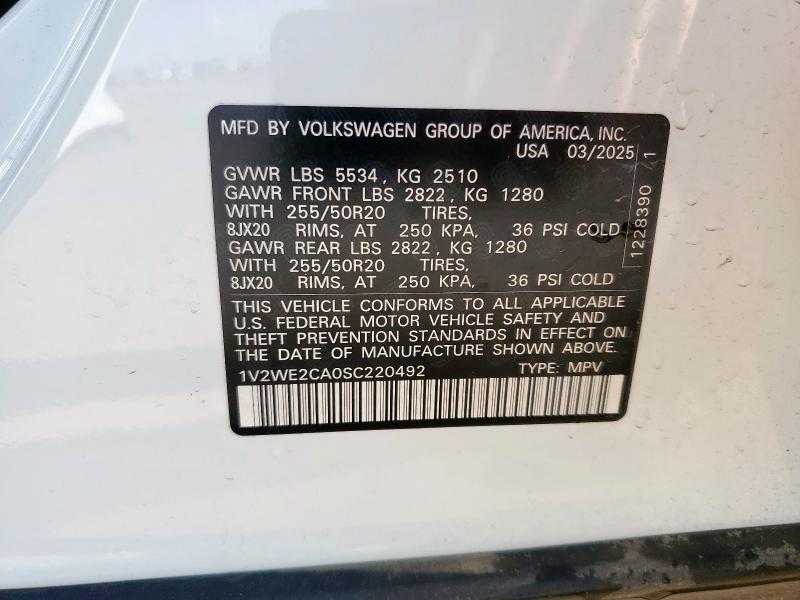 MFD BY VOLKSWAGEN GROUP OF AMERICA, INC.
USA 03/2025
GVWR LBS 5534, KG 2510
GAWR FRONT LBS 2822, KG 1280
WITH 255/50R20 TIRES,
8JX20 RIMS, AT 250 KPA, 36 PSI COLD
GAWR REAR LBS 2822, KG 1280
WITH 255/50R20 TIRES,
8JX20 RIMS, AT 250 KPA, 36 PSI COLD
THIS VEHICLE CONFORMS TO ALL APPLICABLE
U.S. FEDERAL MOTOR VEHICLE SAFETY AND
THEFT PREVENTION STANDARDS IN EFFECT ON
THE DATE OF MANUFACTURE SHOWN ABOVE.
1V2WE2CA0SC220492 TYPE: MPV
1228390 1